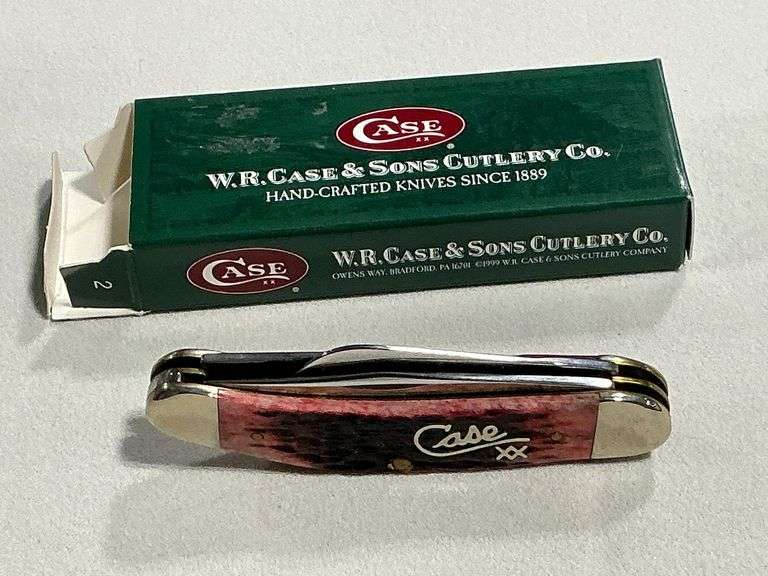 CASE
XX
W.R. CASE & SONS CUTLERY CO.
HAND-CRAFTED KNIVES SINCE 1889
CASE
XX
W.R. CASE & SONS CUTLERY CO.
OWENS WAY, BRADFORD, PA 16701 ©1999 W.R. CASE & SONS CUTLERY COMPANY
2
Case
XX